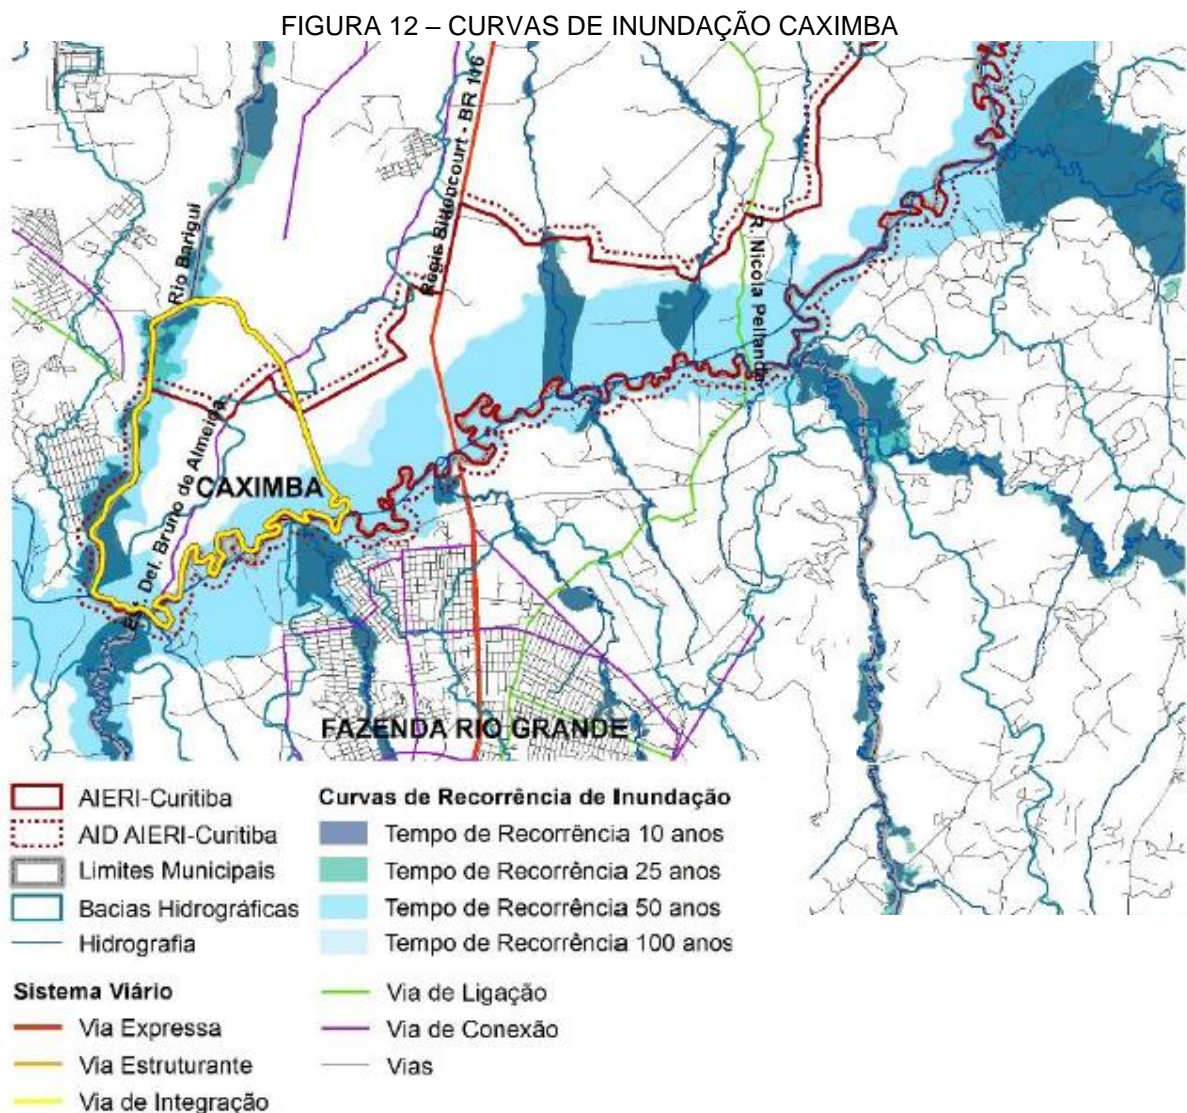 FIGURA 12 – CURVAS DE INUNDAÇÃO CAXIMBA
Regis Bittencourt - BR 116
Rio Barigui
R. Nicola Pellanda
Del. Bruno de Almeida
CAXIMBA
FAZENDA RIO GRANDE
AIERI-Curitiba
AID AIERI-Curitiba
Limites Municipais
Bacias Hidrográficas
Hidrografia
Sistema Viário
Via Expressa
Via Estruturante
Via de Integração
Curvas de Recorrência de Inundação
Tempo de Recorrência 10 anos
Tempo de Recorrência 25 anos
Tempo de Recorrência 50 anos
Tempo de Recorrência 100 anos
Via de Ligação
Via de Conexão
Vias